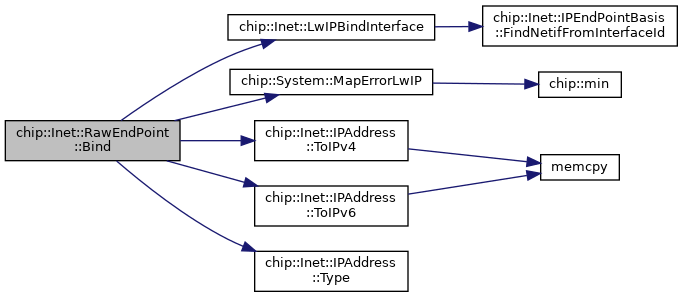 chip::Inet::RawEndPoint
::Bind
chip::Inet::LwIPBindInterface
chip::Inet::IPEndPointBasis
::FindNetifFromInterfaceId
chip::System::MapErrorLwIP
chip::min
chip::Inet::IPAddress
::ToIPv4
memcpy
chip::Inet::IPAddress
::ToIPv6
chip::Inet::IPAddress
::Type